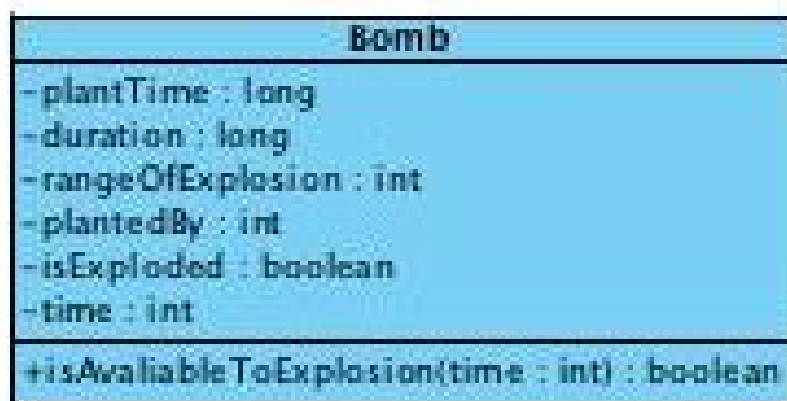 Bomb
-plantTime : long
-duration : long
-rangeOfExplosion : int
-plantedBy : int
-isExploded : boolean
-time : int
+isAvaliableToExplosion(time : int) : boolean